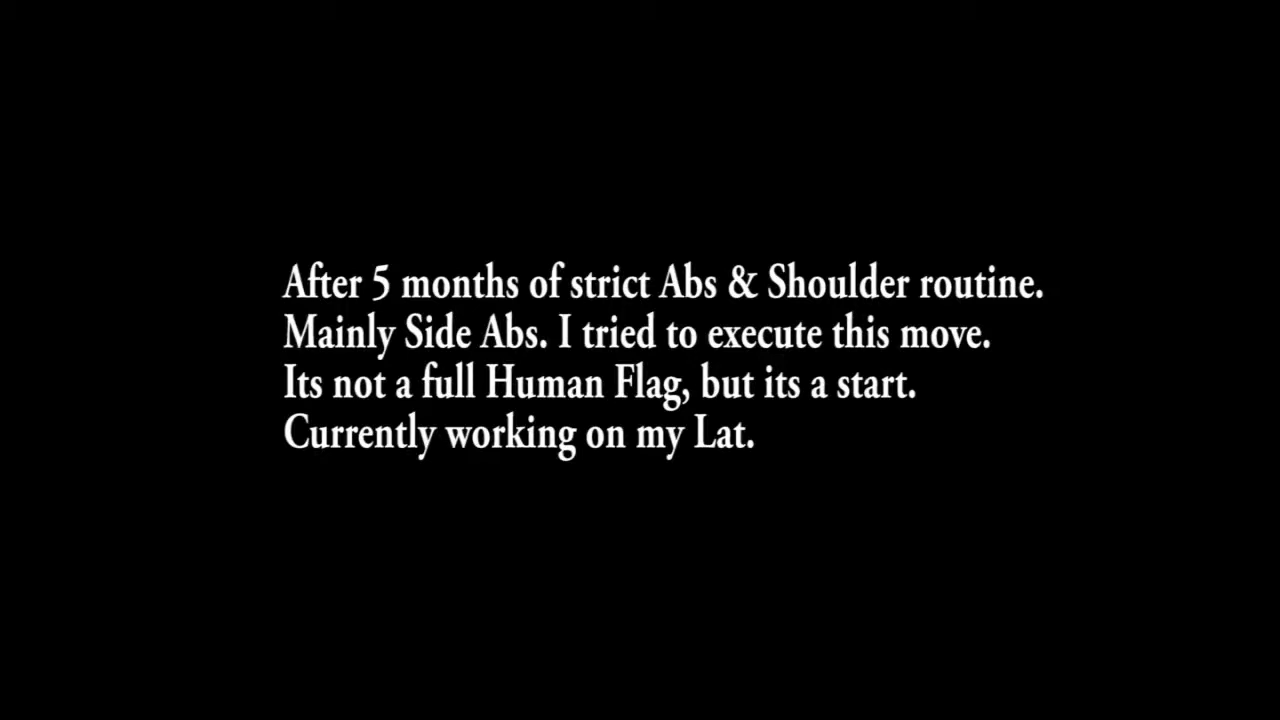 After 5 months of strict Abs & Shoulder routine.
Mainly Side Abs. I tried to execute this move.
Its not a full Human Flag, but its a start.
Currently working on my Lat.